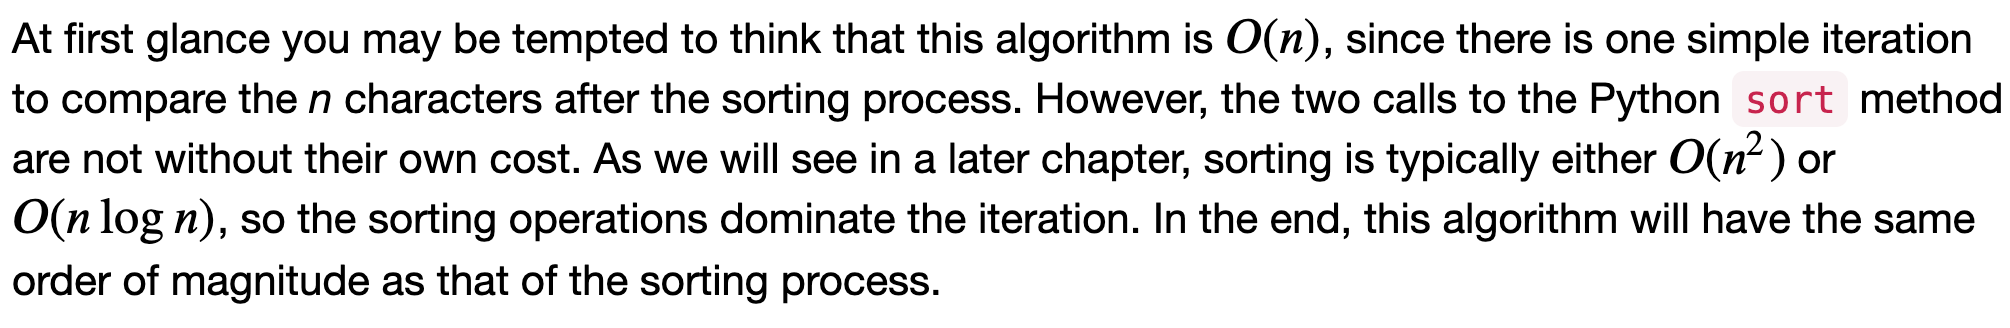 At first glance you may be tempted to think that this algorithm is O(n), since there is one simple iteration
to compare the n characters after the sorting process. However, the two calls to the Python sort method
are not without their own cost. As we will see in a later chapter, sorting is typically either O(n²) or
O(n log n), so the sorting operations dominate the iteration. In the end, this algorithm will have the same
order of magnitude as that of the sorting process.